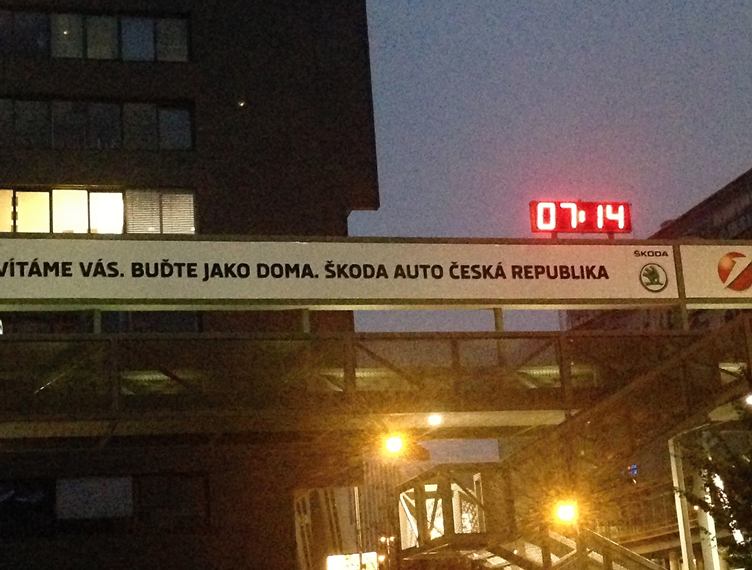 07:14
VÍTÁME VÁS. BUĎTE JAKO DOMA. ŠKODA AUTO ČESKÁ REPUBLIKA
ŠKODA